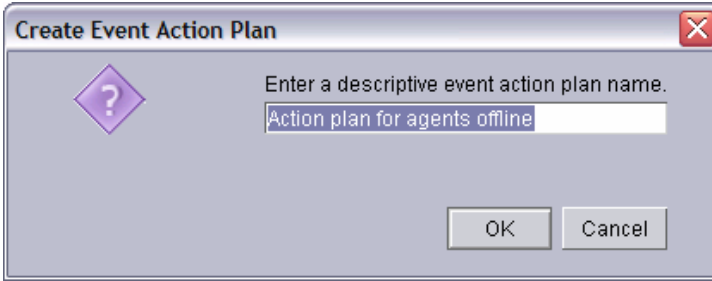 Create Event Action Plan
Enter a descriptive event action plan name.
Action plan for agents offline
OK Cancel